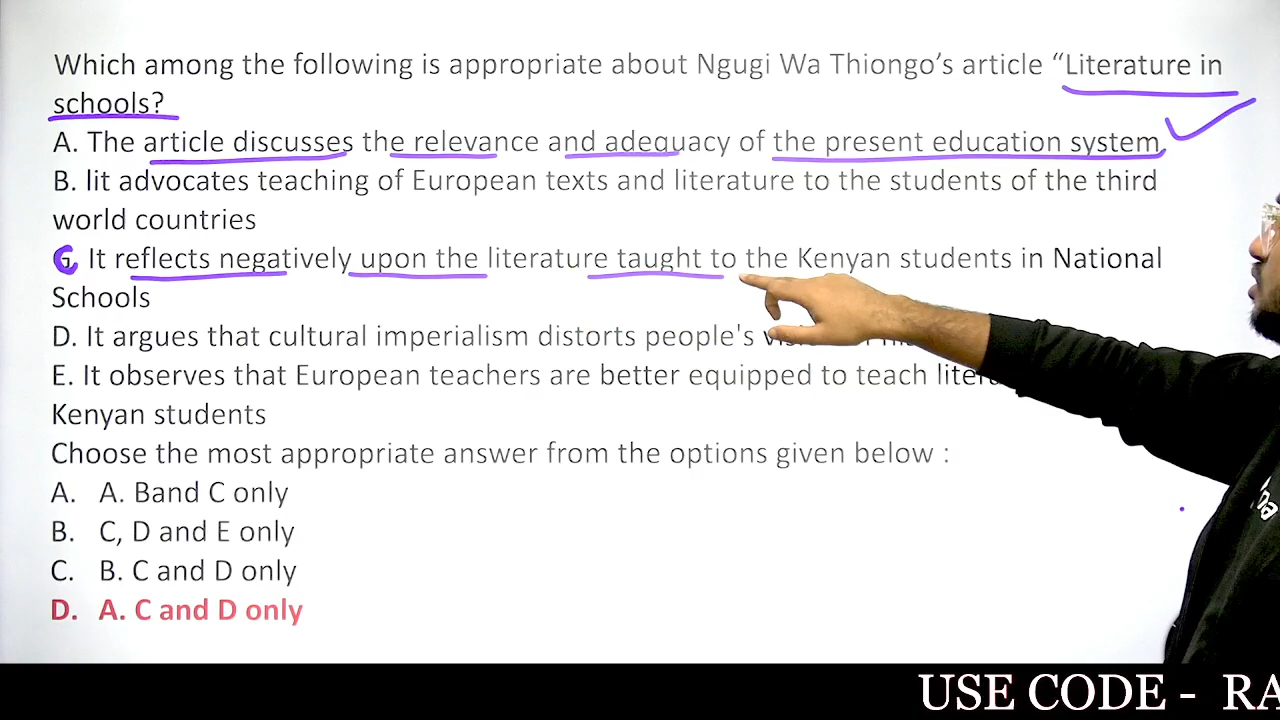 Which among the following is appropriate about Ngugi Wa Thiongo’s article “Literature in
schools?
A. The article discusses the relevance and adequacy of the present education system
B. lit advocates teaching of European texts and literature to the students of the third
world countries
C. It reflects negatively upon the literature taught to the Kenyan students in National
Schools
D. It argues that cultural imperialism distorts people's
E. It observes that European teachers are better equipped to teach
Kenyan students
Choose the most appropriate answer from the options given below :
A. A. Band C only
B. C, D and E only
C. B. C and D only
D. A. C and D only
USE CODE - RA